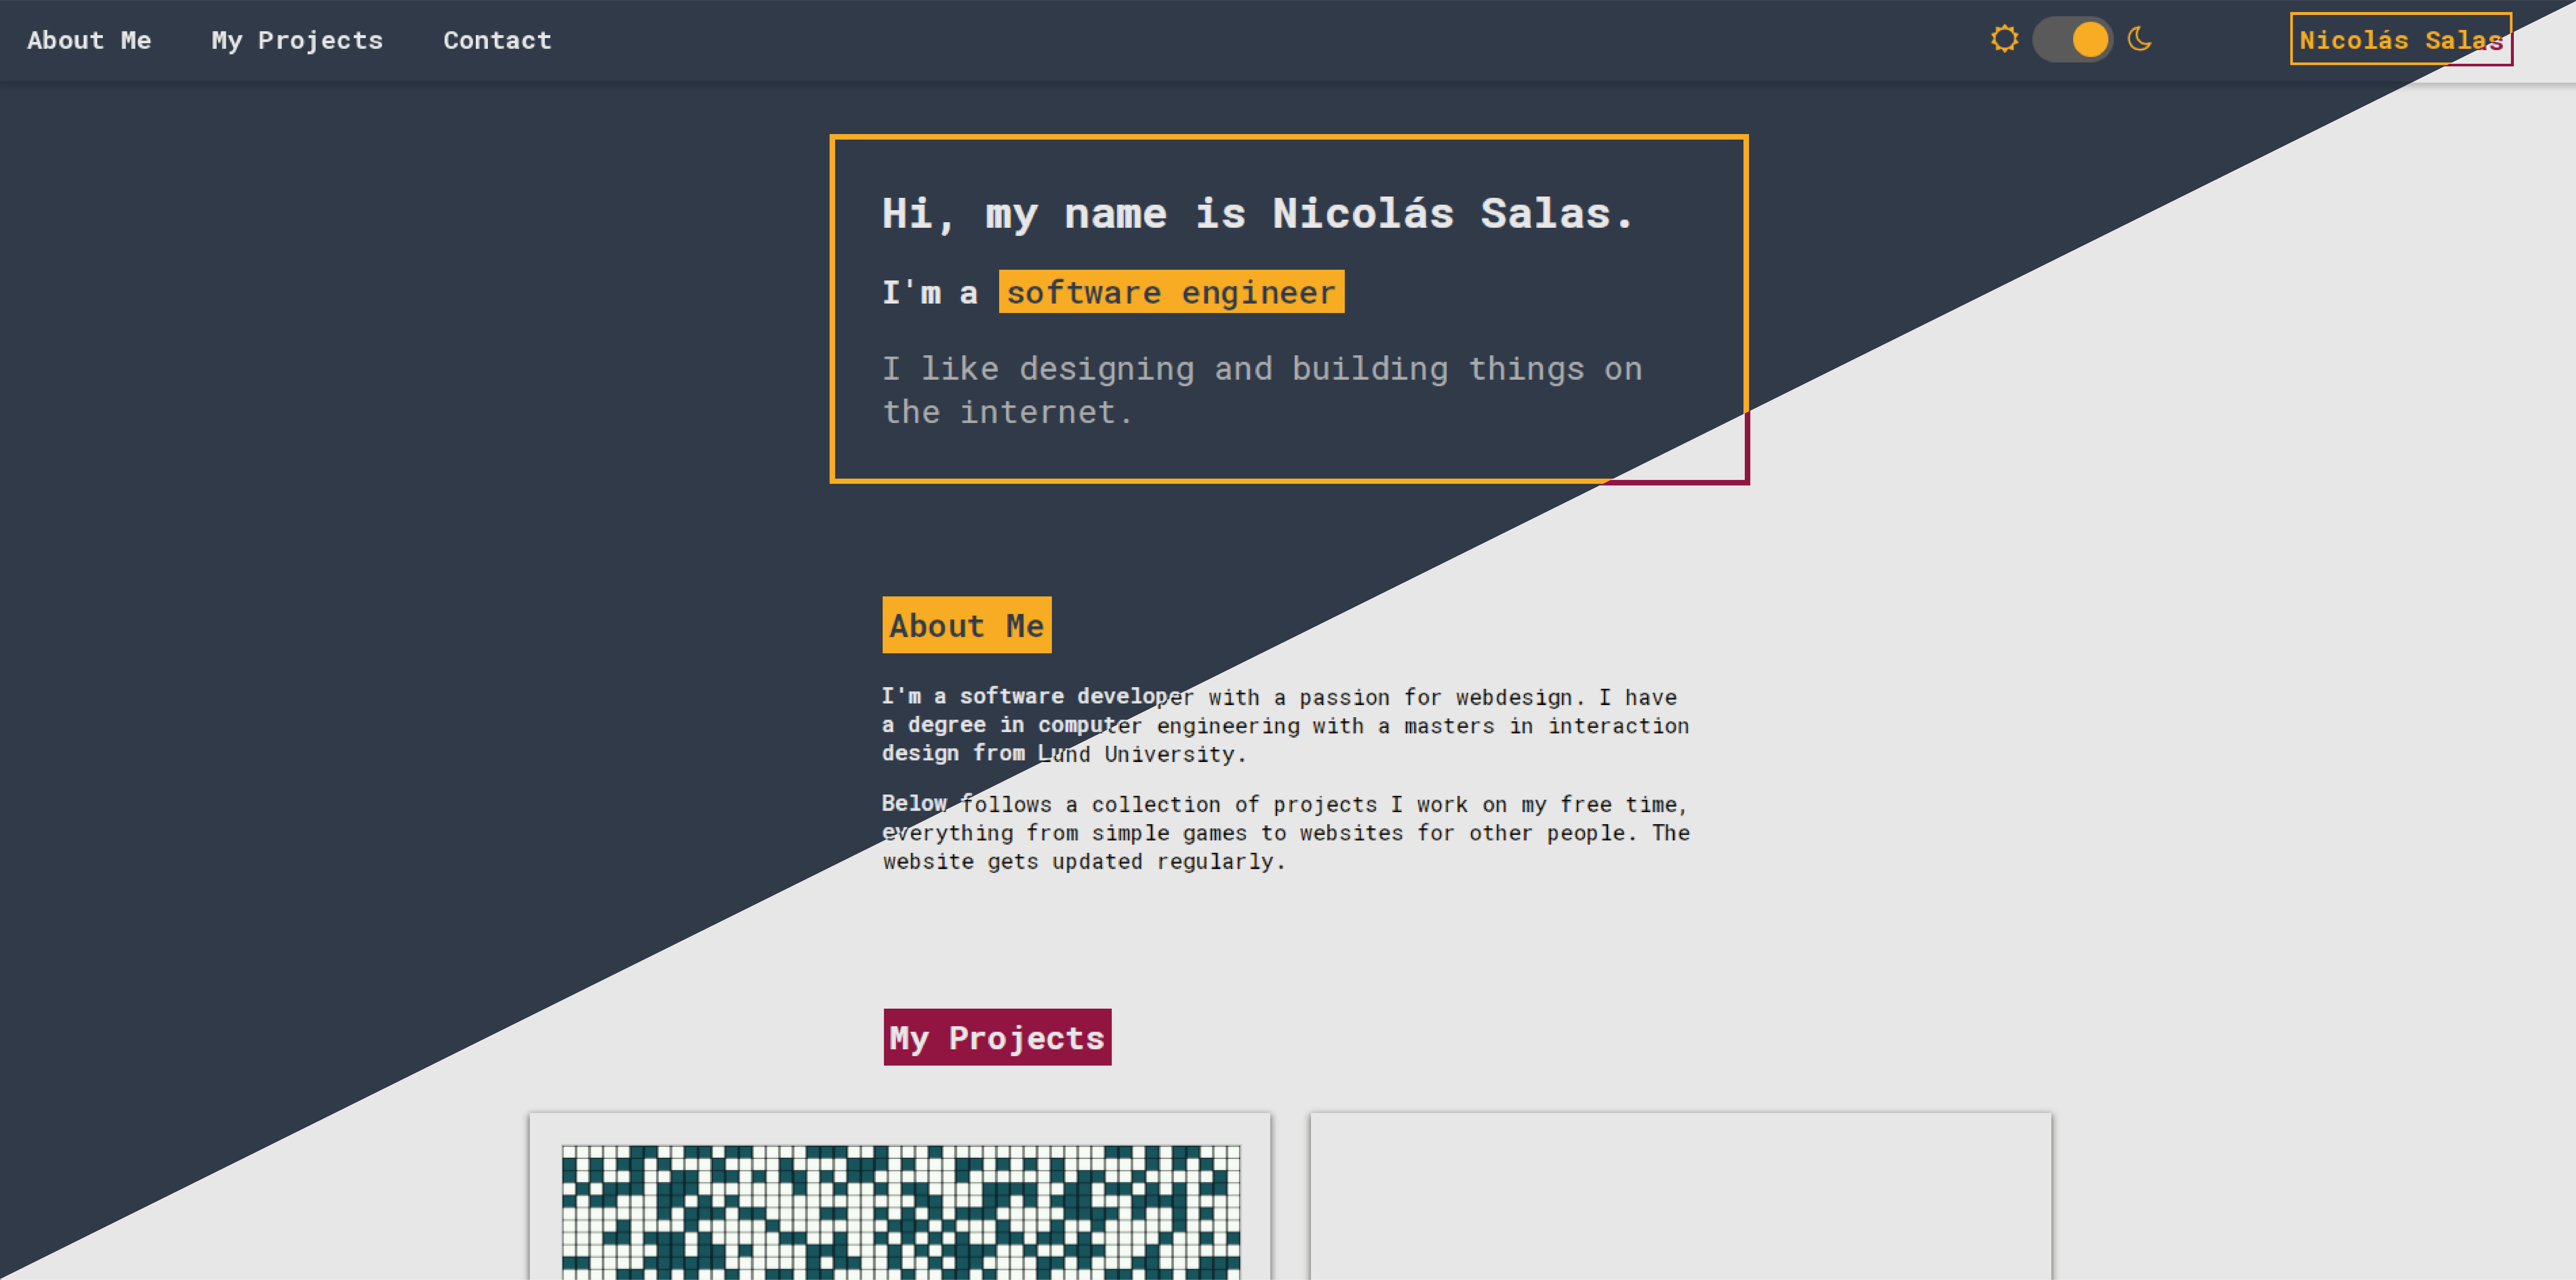 About Me My Projects Contact Nicolás Salas
Hi, my name is Nicolás Salas.
I'm a software engineer
I like designing and building things on
the internet.
About Me
I'm a software developer with a passion for webdesign. I have
a degree in computer engineering with a masters in interaction
design from Lund University.
Below follows a collection of projects I work on my free time,
everything from simple games to websites for other people. The
website gets updated regularly.
My Projects